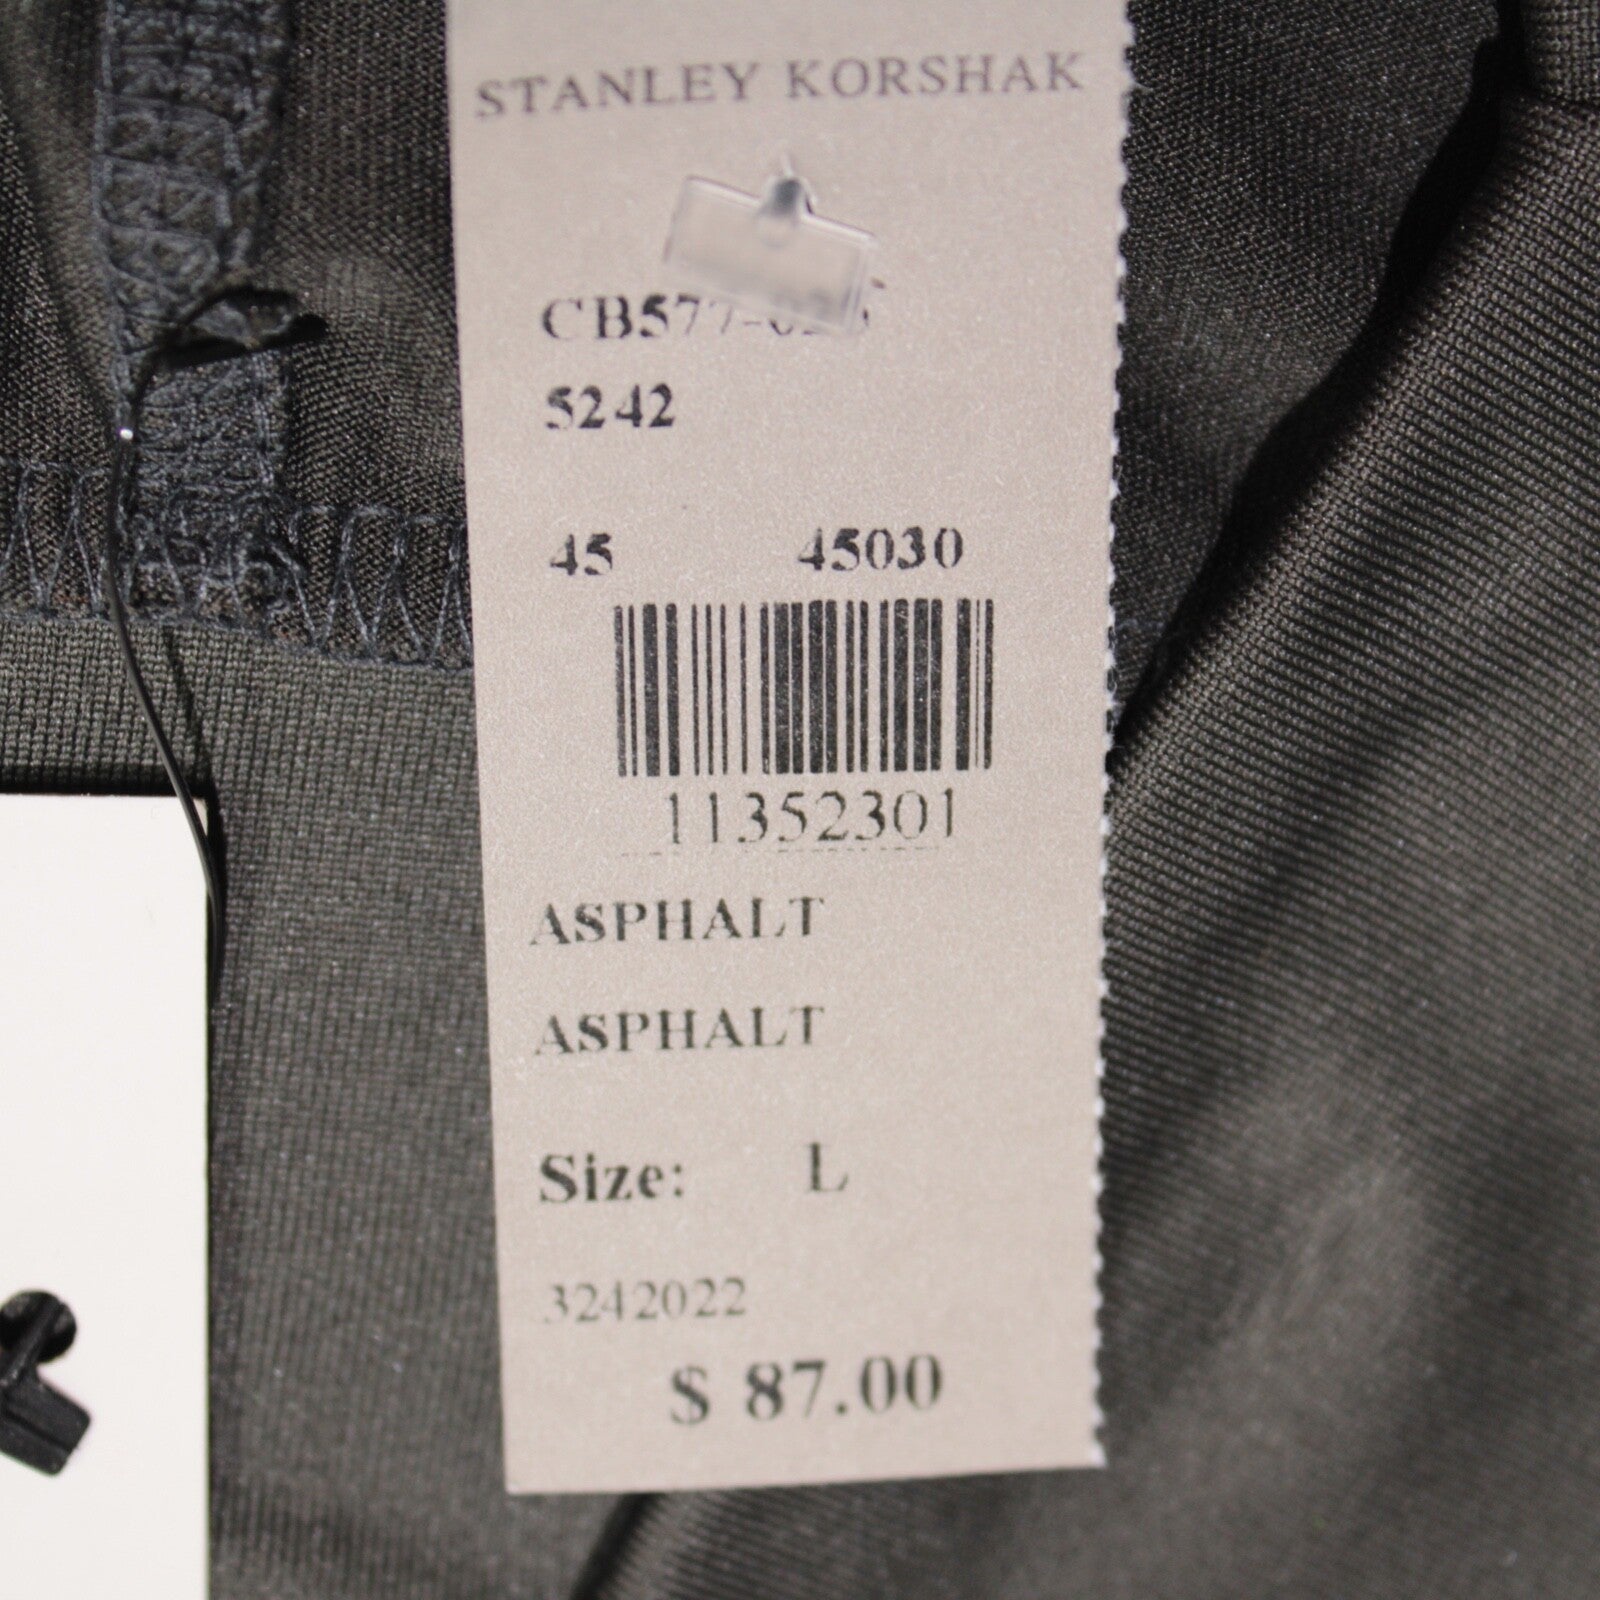 STANLEY KORSHAK
5242
45 45030
11352301
ASPHALT
ASPHALT
Size: L
3242022
$ 87.00